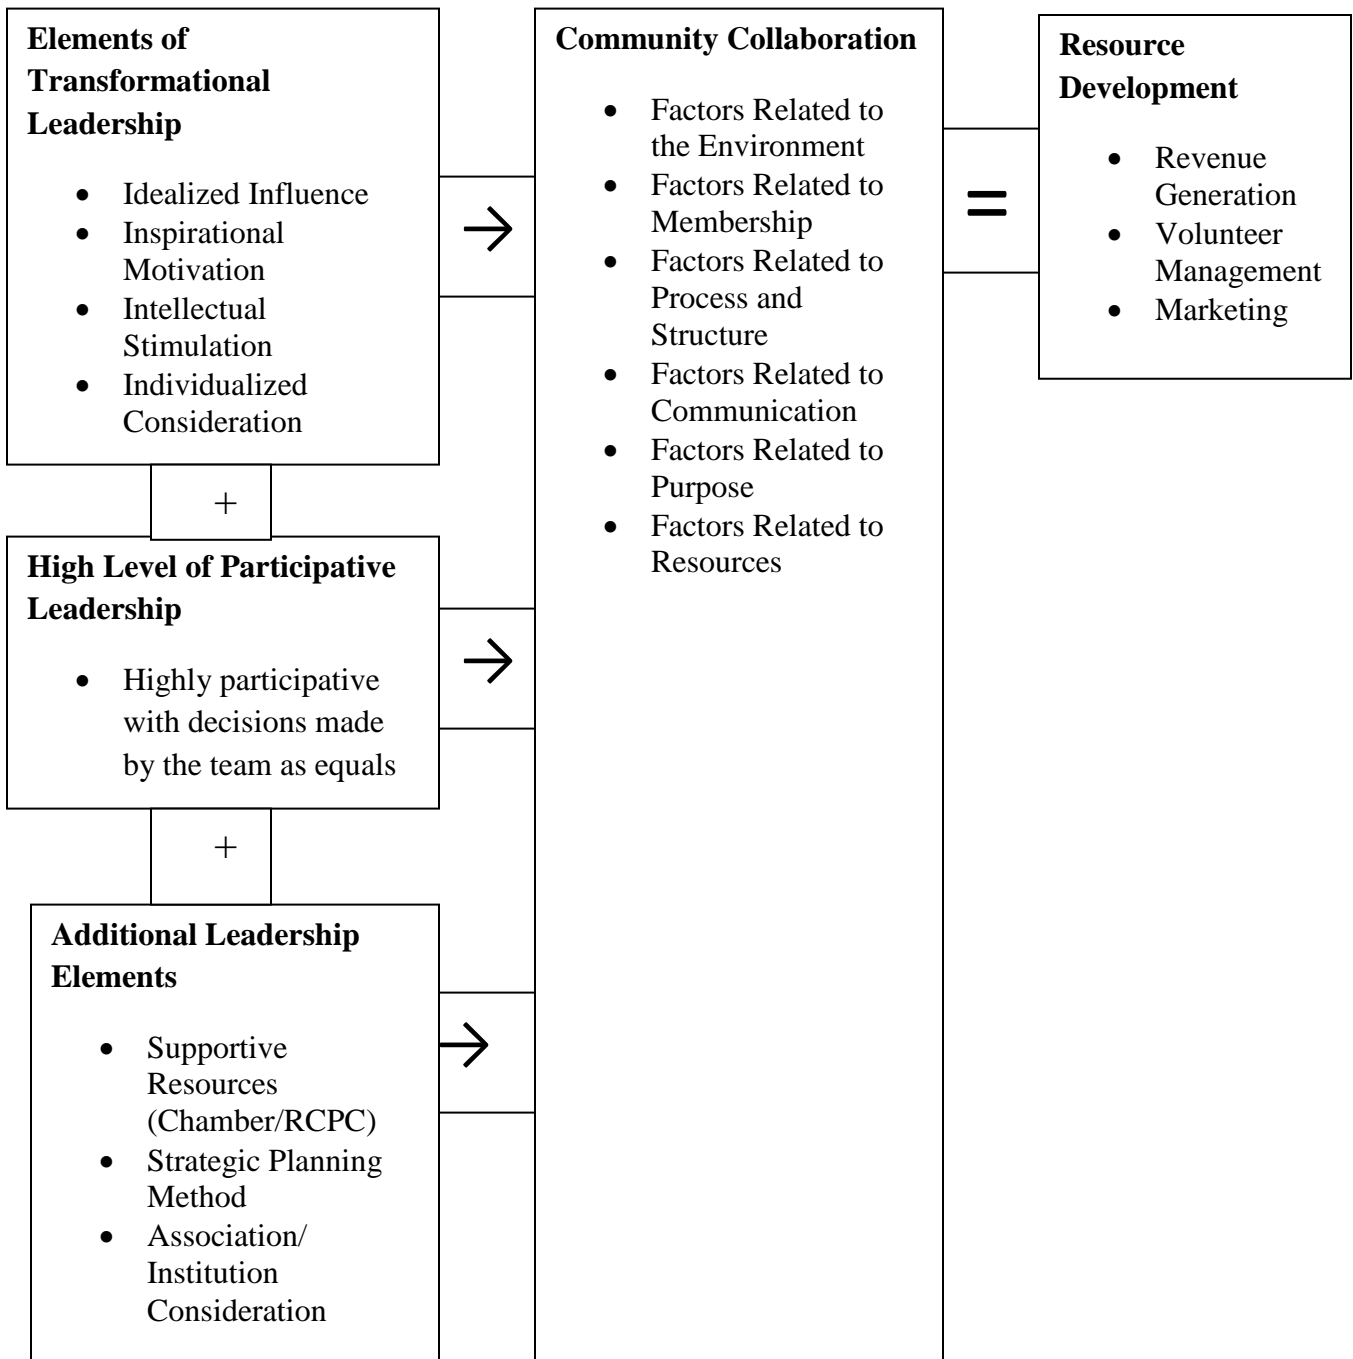 Elements of
Transformational
Leadership
• Idealized Influence
• Inspirational
Motivation
• Intellectual
Stimulation
• Individualized
Consideration
+
High Level of Participative
Leadership
• Highly participative
with decisions made
by the team as equals
+
Additional Leadership
Elements
• Supportive
Resources
(Chamber/RCPC)
• Strategic Planning
Method
• Association/
Institution
Consideration
→
→
→
Community Collaboration
• Factors Related to
the Environment
• Factors Related to
Membership
• Factors Related to
Process and
Structure
• Factors Related to
Communication
• Factors Related to
Purpose
• Factors Related to
Resources
=
Resource
Development
• Revenue
Generation
• Volunteer
Management
• Marketing